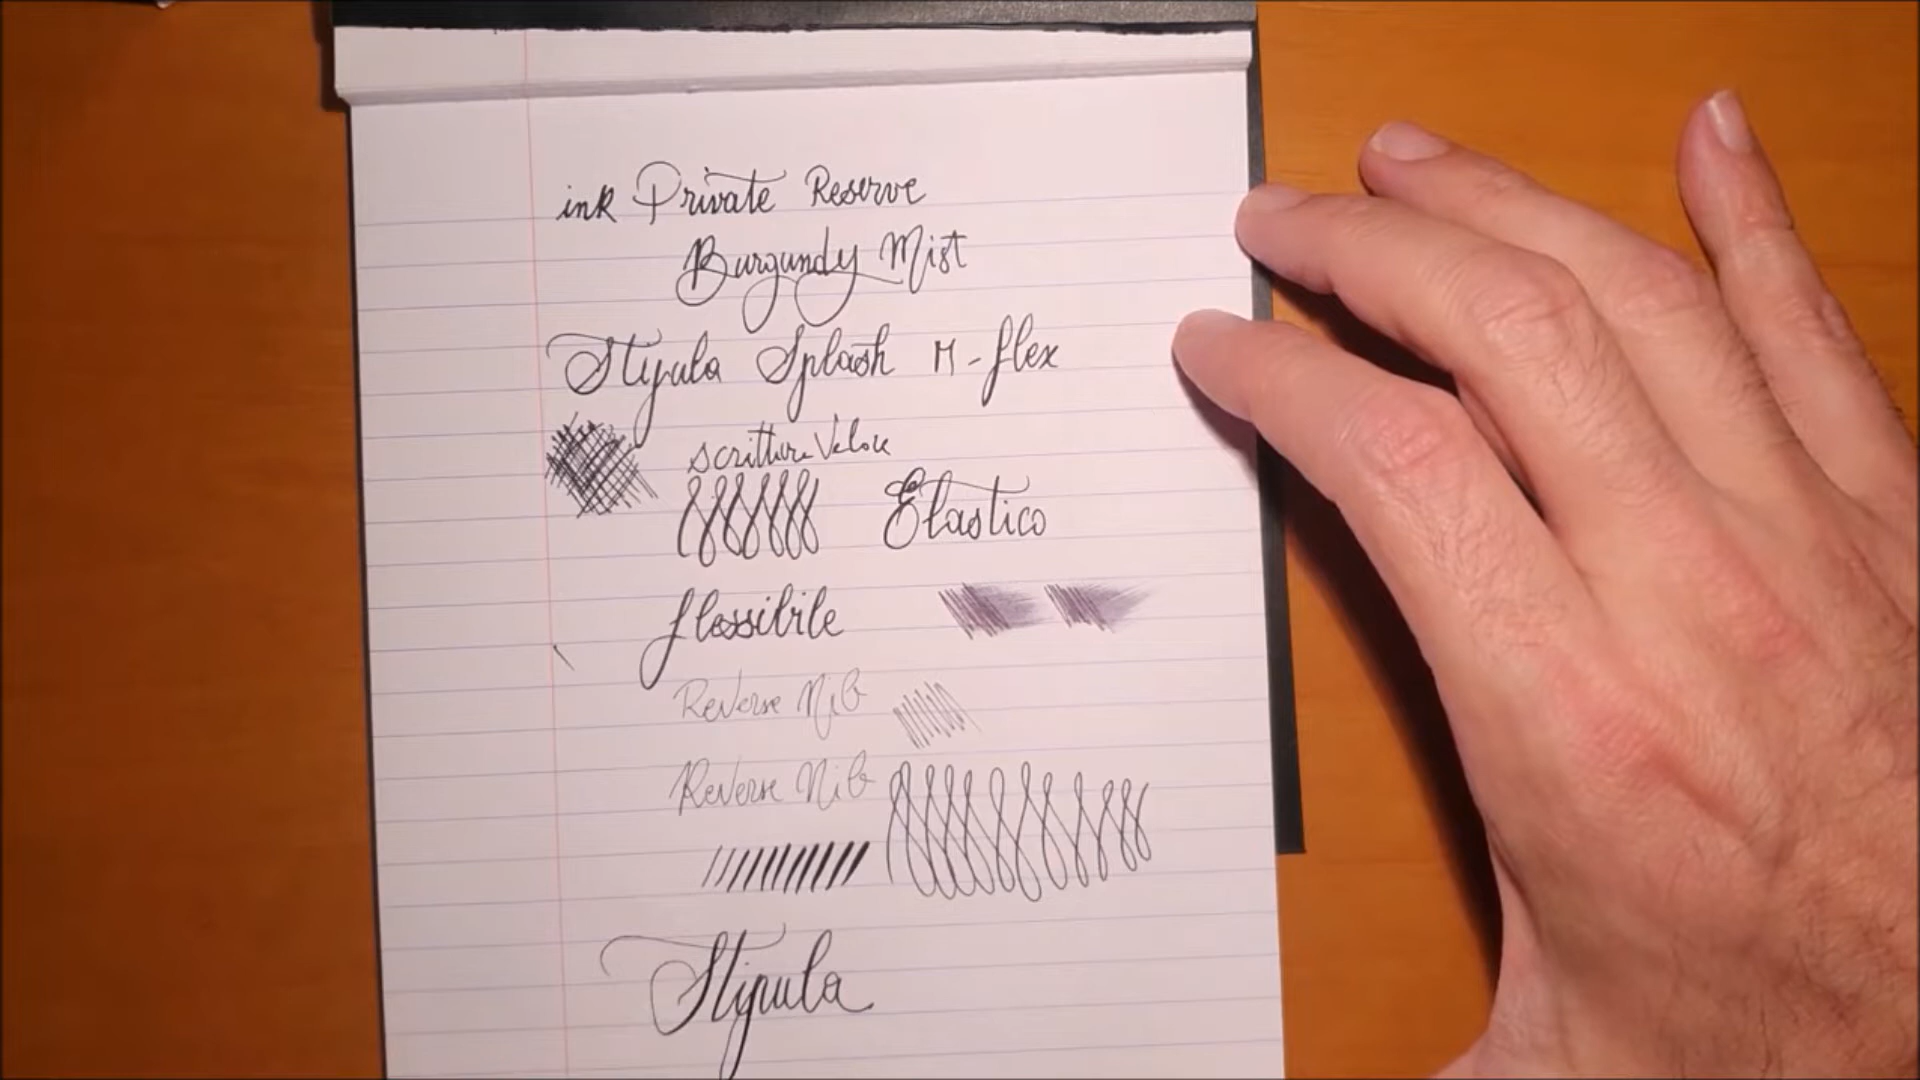 ink Private Reserve
Burgundy Mist
Stipula Splash M-flex
scrittura Veloce
Elastico
flessibile
Reverse Nib
Reverse Nib
Stipula